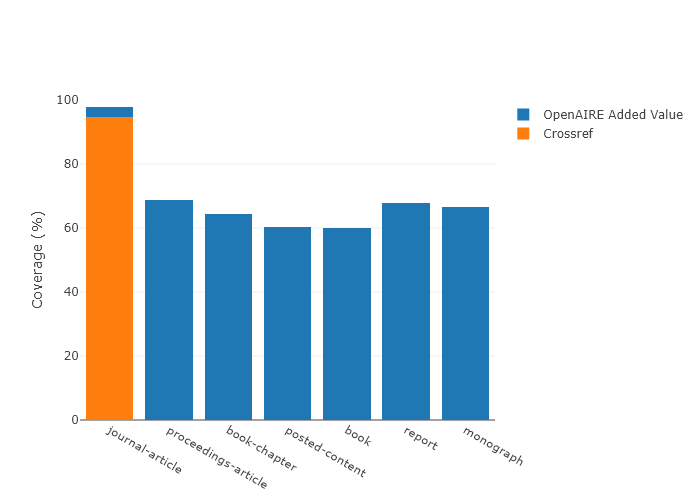 100
80
60
40
20
0
Coverage (%)
journal-article
proceedings-article
book-chapter
posted-content
book
report
monograph
OpenAIRE Added Value
Crossref